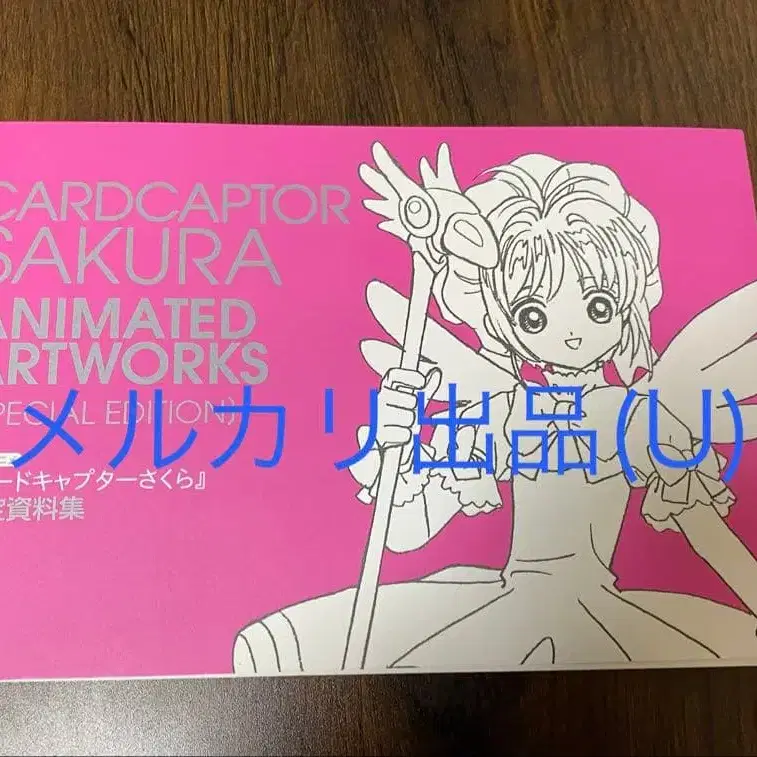 CARDCAPTOR
SAKURA
ANIMATED
ARTWORKS
PECIAL EDITION)
メルカリ出品(U)
ードキャプターさくら』
定資料集